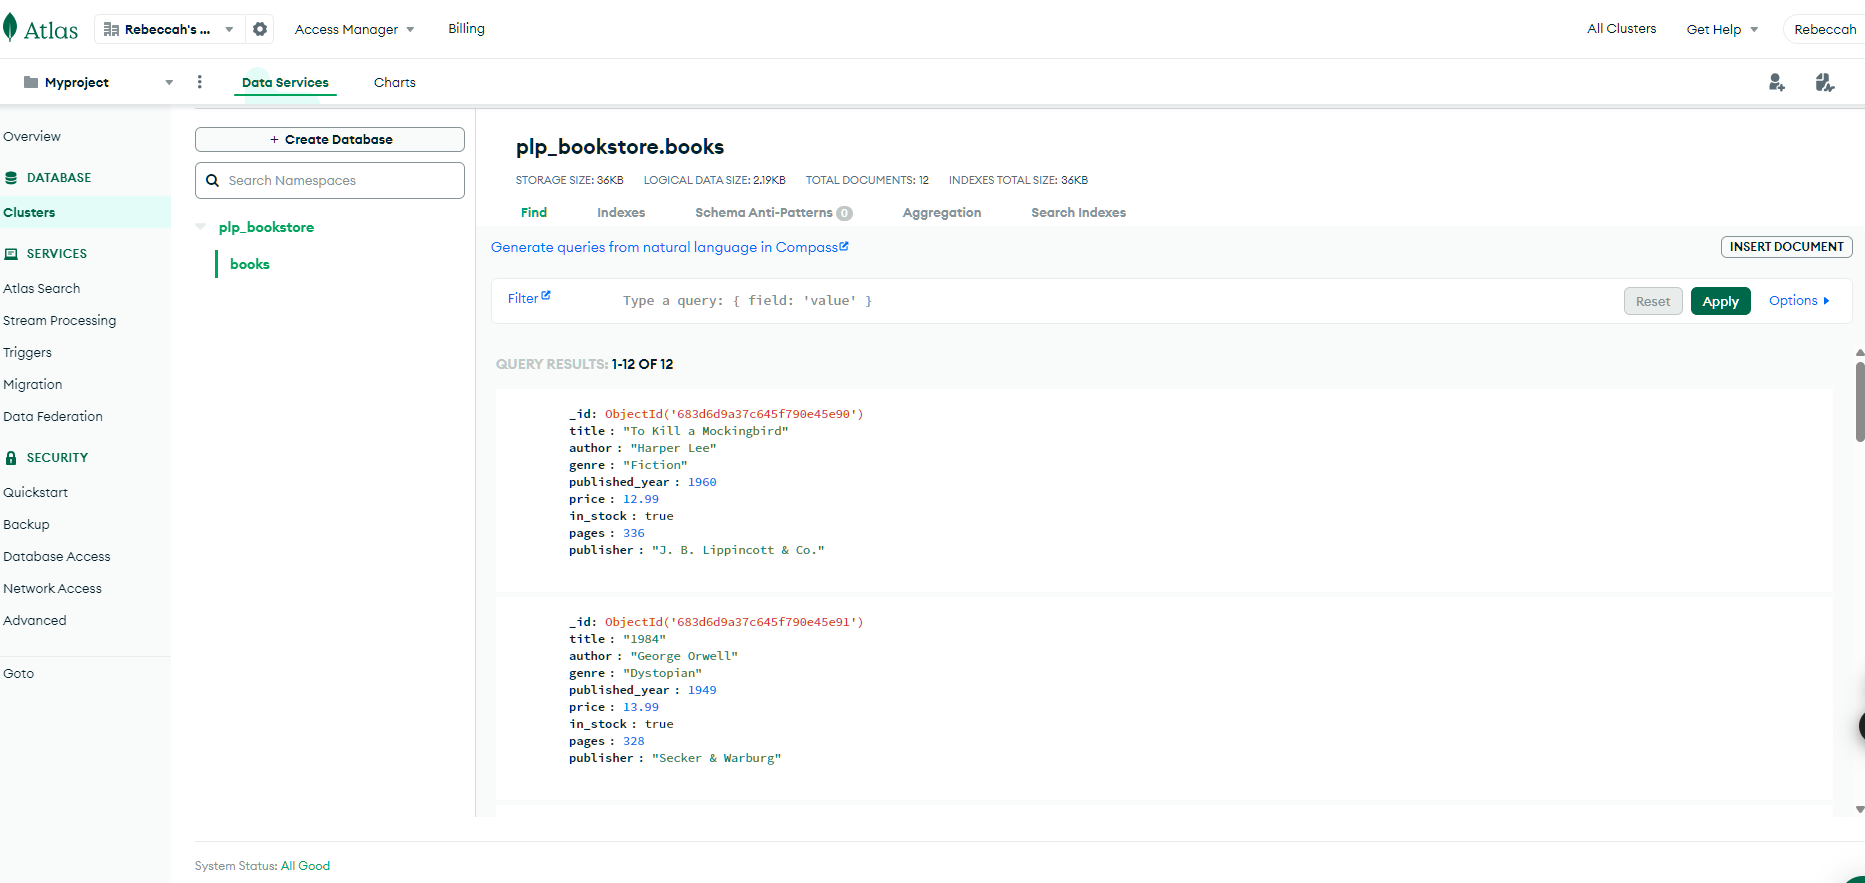 Atlas
Rebeccah's ...
Access Manager
Billing
All Clusters
Get Help
Rebeccah
Myproject
Data Services
Charts
Overview
DATABASE
Clusters
SERVICES
Atlas Search
Stream Processing
Triggers
Migration
Data Federation
SECURITY
Quickstart
Backup
Database Access
Network Access
Advanced
Goto
+ Create Database
Search Namespaces
plp_bookstore
books
plp_bookstore.books
STORAGE SIZE: 36KB LOGICAL DATA SIZE: 2.19KB TOTAL DOCUMENTS: 12 INDEXES TOTAL SIZE: 36KB
Find Indexes Schema Anti-Patterns 0 Aggregation Search Indexes
Generate queries from natural language in Compass
INSERT DOCUMENT
Filter
Type a query: { field: 'value' }
Reset
Apply
Options
QUERY RESULTS: 1-12 OF 12
_id: ObjectId('683d6d9a37c645f790e45e90')
title : "To Kill a Mockingbird"
author : "Harper Lee"
genre : "Fiction"
published_year : 1960
price : 12.99
in_stock : true
pages : 336
publisher : "J. B. Lippincott & Co."
_id: ObjectId('683d6d9a37c645f790e45e91')
title : "1984"
author : "George Orwell"
genre : "Dystopian"
published_year : 1949
price : 13.99
in_stock : true
pages : 328
publisher : "Secker & Warburg"
System Status: All Good